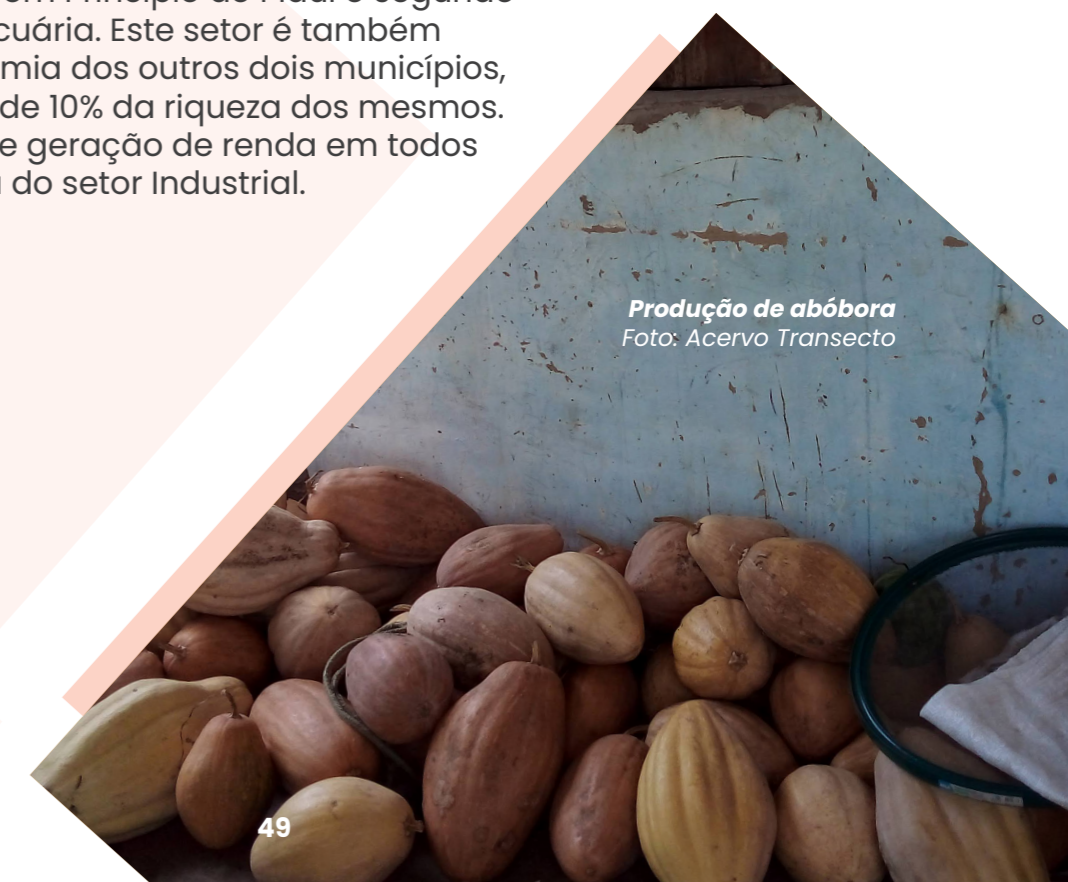 cuária. Este setor é também
mia dos outros dois municípios,
de 10% da riqueza dos mesmos.
e geração de renda em todos
do setor Industrial.
Produção de abóbora
Foto: Acervo Transecto
49